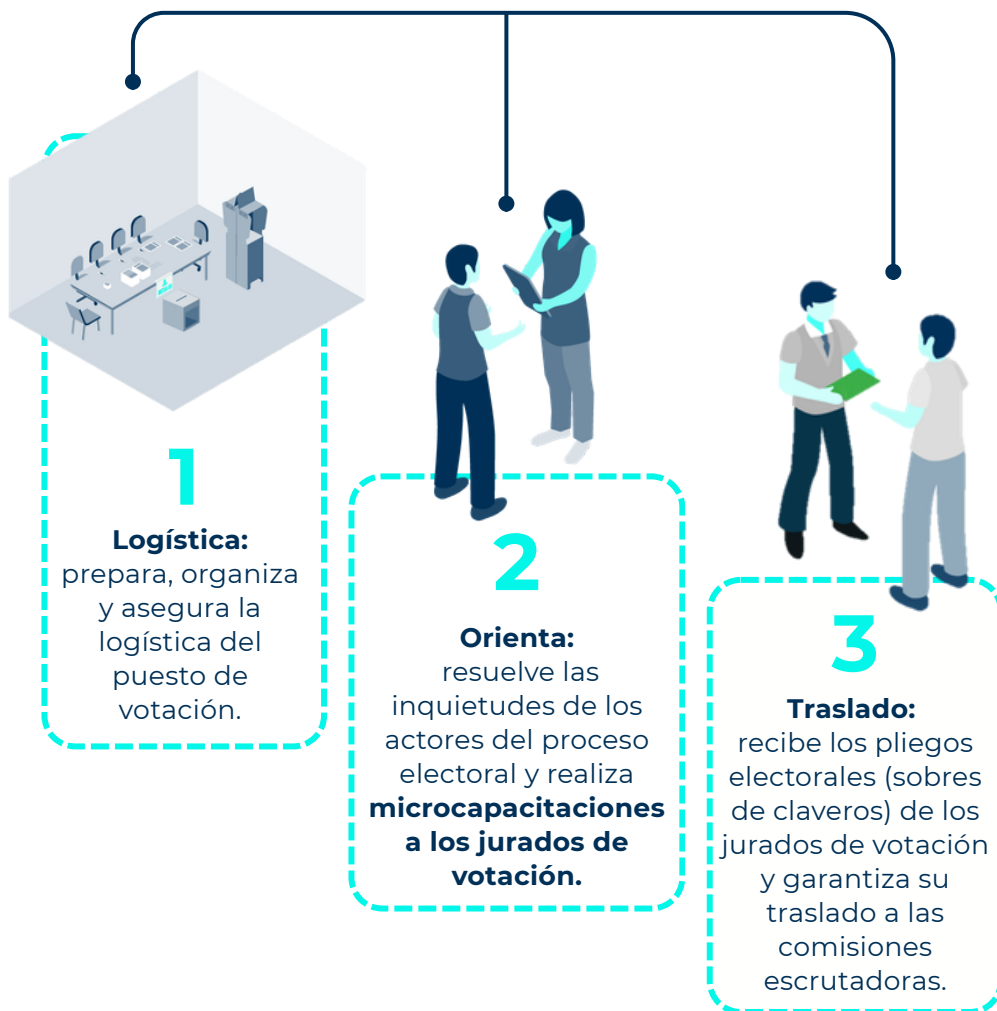 1
Logística:
prepara, organiza
y asegura la
logística del
puesto de
votación.
2
Orienta:
resuelve las
inquietudes de los
actores del proceso
electoral y realiza
microcapacitaciones
a los jurados de
votación.
3
Traslado:
recibe los pliegos
electorales (sobres
de claveros) de los
jurados de votación
y garantiza su
traslado a las
comisiones
escrutadoras.